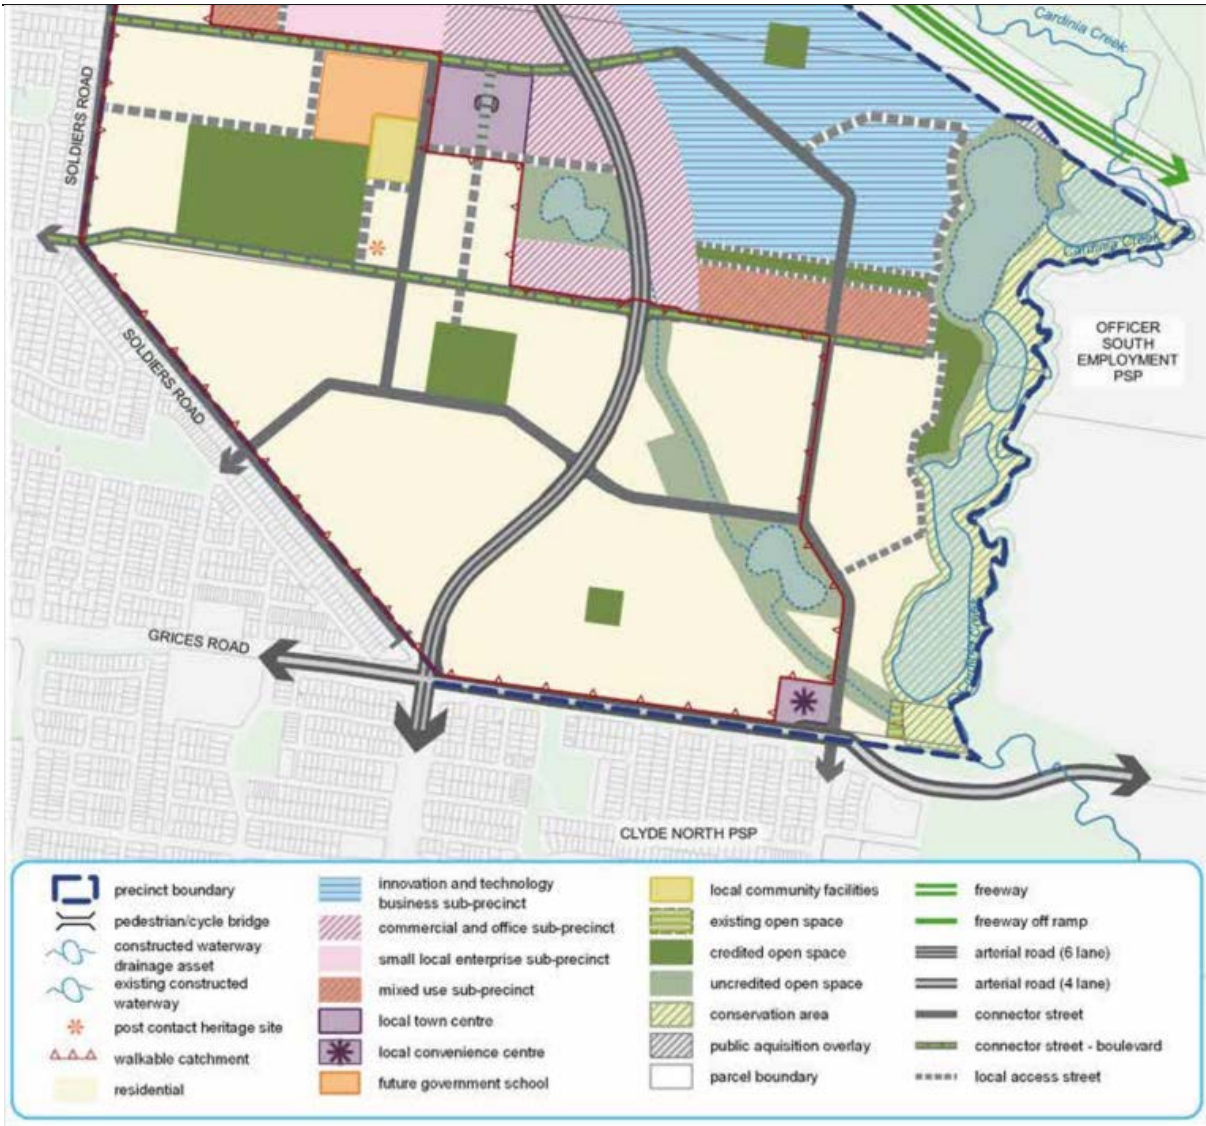 Cardinia Creek
SOLDIERS ROAD
Cardinia Creek
OFFICER
SOUTH
EMPLOYMENT
PSP
SOLDIERS ROAD
GRICES ROAD
CLYDE NORTH PSP
precinct boundary
pedestrian/cycle bridge
constructed waterway
drainage asset
existing constructed
waterway
post contact heritage site
walkable catchment
residential
innovation and technology
business sub-precinct
commercial and office sub-precinct
small local enterprise sub-precinct
mixed use sub-precinct
local town centre
local convenience centre
future government school
local community facilities
existing open space
credited open space
uncredited open space
conservation area
public aquisition overlay
parcel boundary
freeway
freeway off ramp
arterial road (6 lane)
arterial road (4 lane)
connector street
connector street - boulevard
local access street